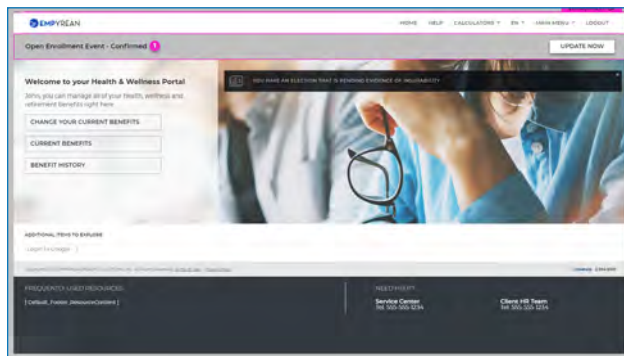 EMPYREAN
HOME HELP CALCULATORS EN MAIN MENU LOGOUT
Open Enrollment Event - Confirmed 1
UPDATE NOW
Welcome to your Health & Wellness Portal
John, you can manage all of your health, wellness and
retirement benefits right here
CHANGE YOUR CURRENT BENEFITS
CURRENT BENEFITS
BENEFIT HISTORY
YOU HAVE AN ELECTION THAT IS PENDING EVIDENCE OF INSURABILITY
ADDITIONAL ITEMS TO EXPLORE
FREQUENTLY USED RESOURCES
[ Default_Footer_ResourceContent ]
NEED HELP?
Service Center
Tel: 555-555-1234
Client HR Team
Tel: 555-555-1234